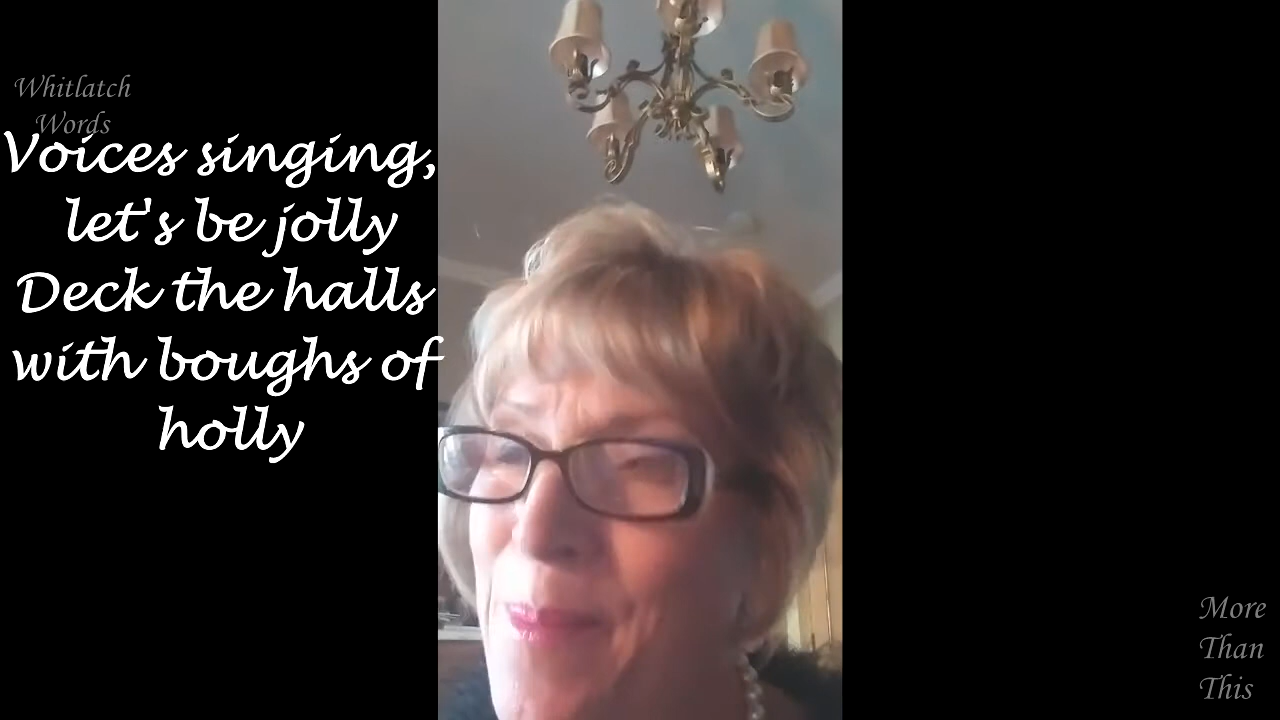 Whitlatch
Words
Voices singing,
let's be jolly
Deck the halls
with boughs of
holly
More
Than
This